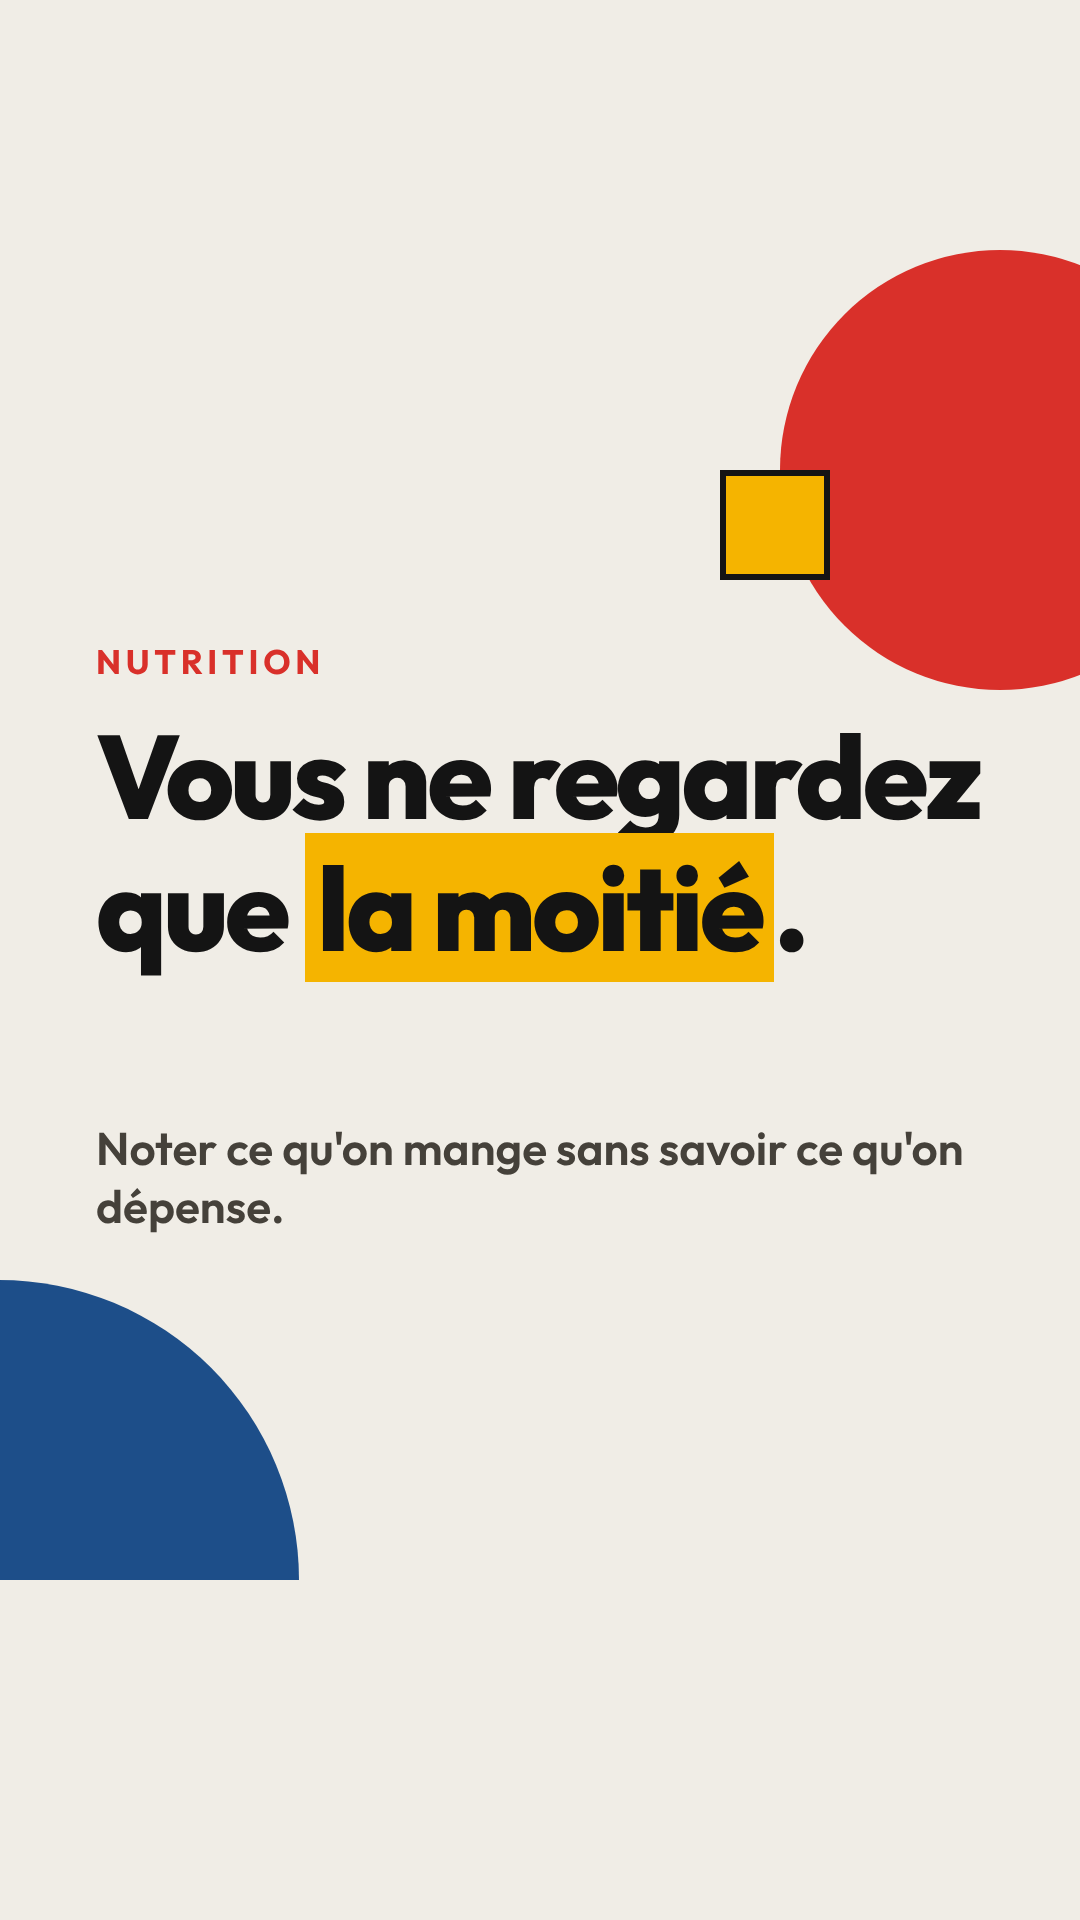 NUTRITION
Vous ne regardez
que la moitié.
Noter ce qu'on mange sans savoir ce qu'on
dépense.